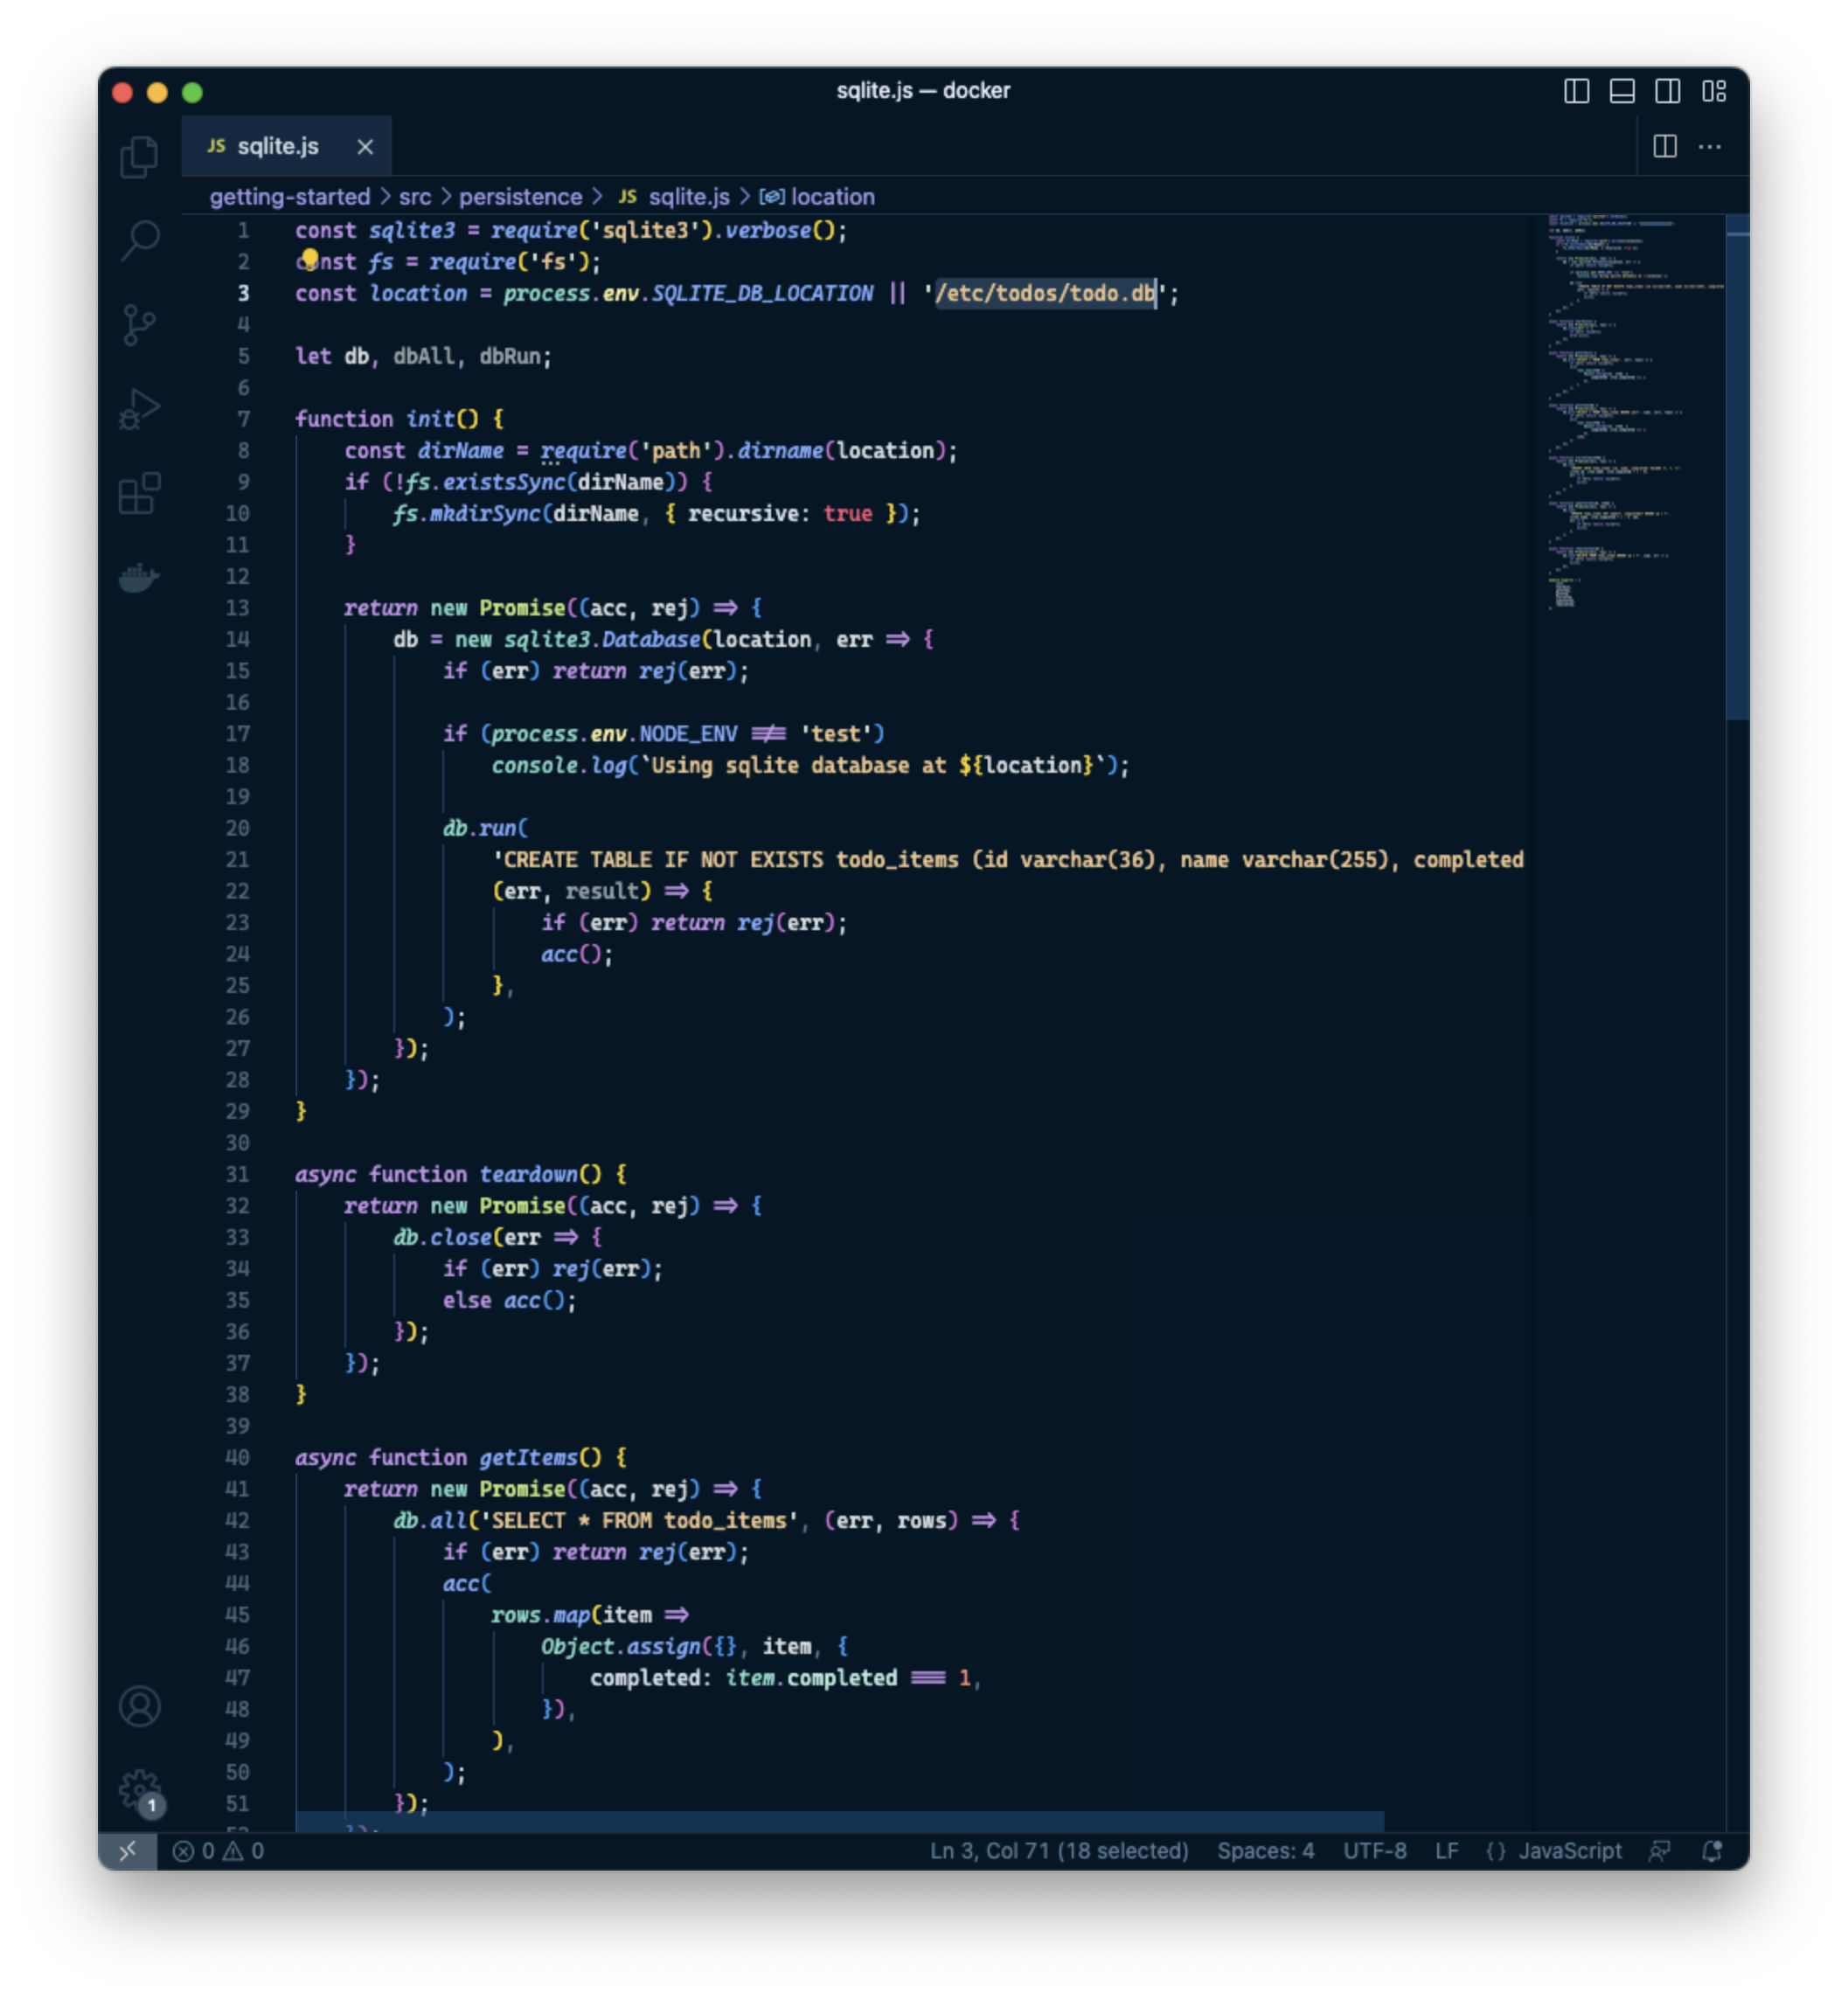 sqlite.js — docker
JS sqlite.js
getting-started > src > persistence > JS sqlite.js > location
1 const sqlite3 = require('sqlite3').verbose();
2 const fs = require('fs');
3 const location = process.env.SQLITE_DB_LOCATION || '/etc/todos/todo.db';
4
5 let db, dbAll, dbRun;
6
7 function init() {
8     const dirName = require('path').dirname(location);
9     if (!fs.existsSync(dirName)) {
10         fs.mkdirSync(dirName, { recursive: true });
11     }
12
13     return new Promise((acc, rej) => {
14         db = new sqlite3.Database(location, err => {
15             if (err) return rej(err);
16
17             if (process.env.NODE_ENV !== 'test')
18                 console.log(`Using sqlite database at ${location}`);
19
20             db.run(
21                 'CREATE TABLE IF NOT EXISTS todo_items (id varchar(36), name varchar(255), completed
22                 (err, result) => {
23                     if (err) return rej(err);
24                     acc();
25                 },
26             );
27         });
28     });
29 }
30
31 async function teardown() {
32     return new Promise((acc, rej) => {
33         db.close(err => {
34             if (err) rej(err);
35             else acc();
36         });
37     });
38 }
39
40 async function getItems() {
41     return new Promise((acc, rej) => {
42         db.all('SELECT * FROM todo_items', (err, rows) => {
43             if (err) return rej(err);
44             acc(
45                 rows.map(item =>
46                     Object.assign({}, item, {
47                         completed: item.completed === 1,
48                     }),
49                 ),
50             );
51         });
1
0 0 Ln 3, Col 71 (18 selected) Spaces: 4 UTF-8 LF {} JavaScript